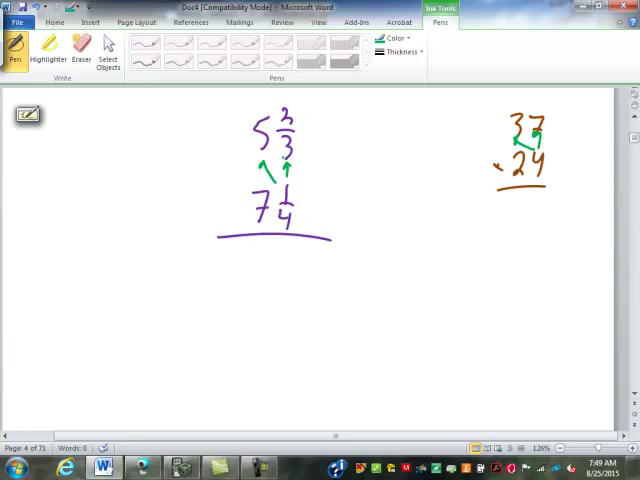 Doc4 [Compatibility Mode] - Microsoft Word
Ink Tools
File Home Insert Page Layout References Mailings Review View Add-Ins Acrobat Pens
Pen Highlighter Eraser Select Objects
Color
Thickness
Write Pens
5 2/3
37
7 1/4
× 24
Page: 4 of 71 Words: 0 126%
7:49 AM
8/25/2015